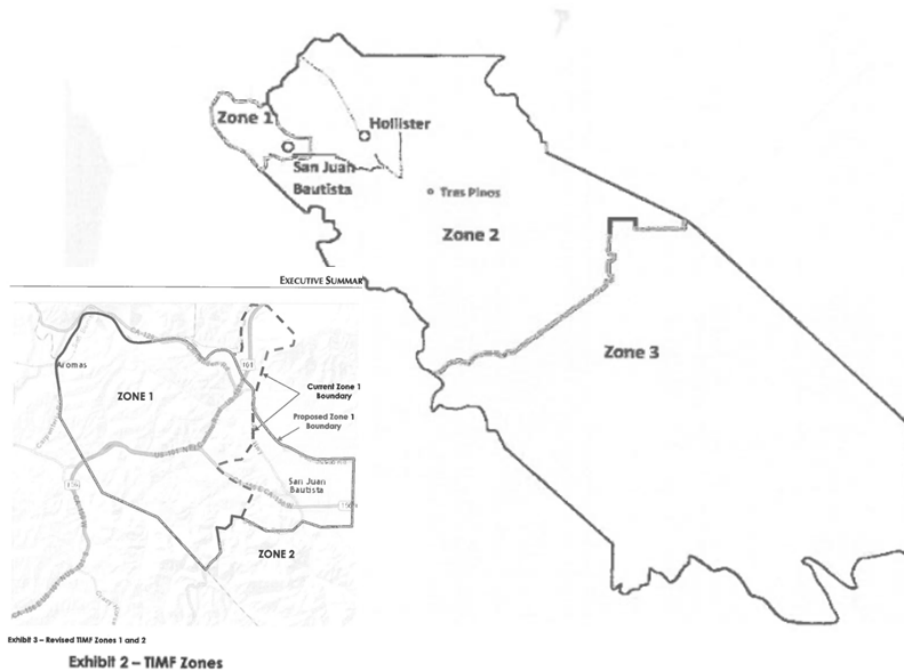 Zone 1
Hollister
San Juan
Bautista
Tres Pinos
Zone 2
Zone 3
EXECUTIVE SUMMAR
Aromas
ZONE 1
101
Current Zone 1
Boundary
Proposed Zone 1
Boundary
San Juan
Bautista
ZONE 2
Exhibit 3 – Revised TIMF Zones 1 and 2
Exhibit 2 – TIMF Zones